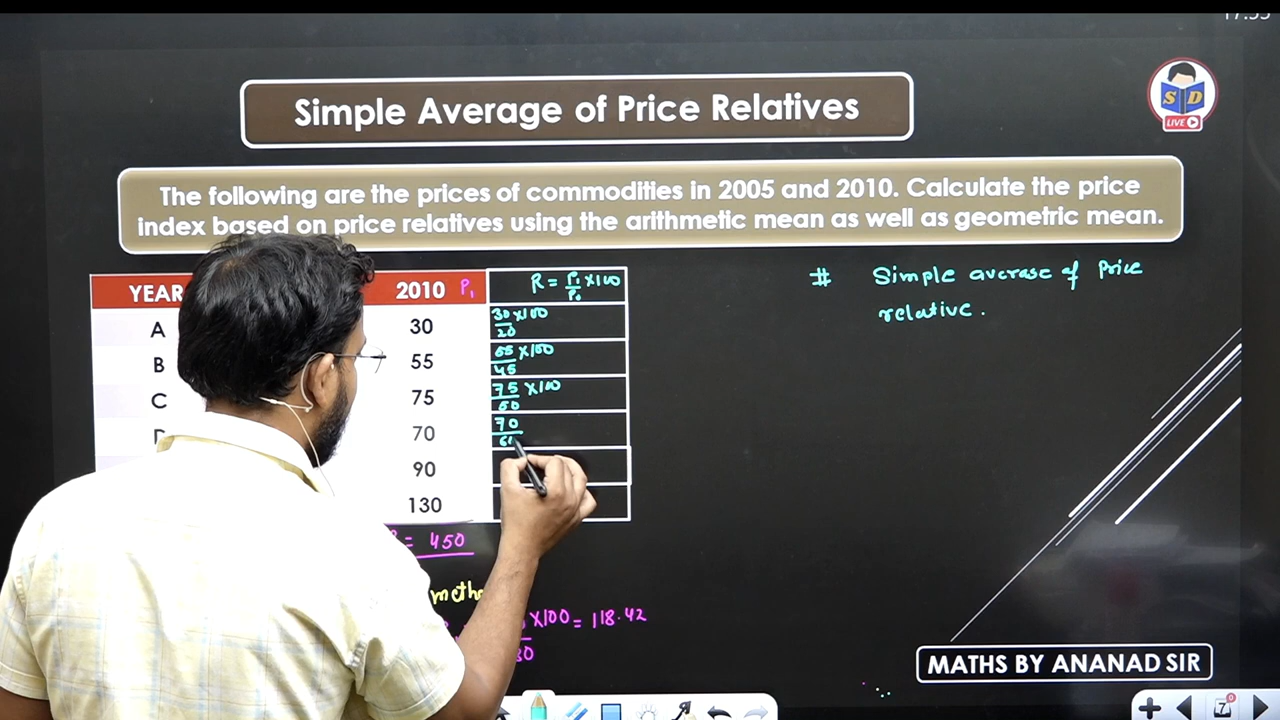 Simple Average of Price Relatives
S D
LIVE
The following are the prices of commodities in 2005 and 2010. Calculate the price
index based on price relatives using the arithmetic mean as well as geometric mean.
YEAR 2010 P₁ R = P₁/P₀ ×100
A 30 30/20 ×100
B 55 55/45 ×100
C 75 75/60 ×100
70 70/6
90
130
= 450
×100 = 118.42
# Simple average of Price
relative.
MATHS BY ANANAD SIR